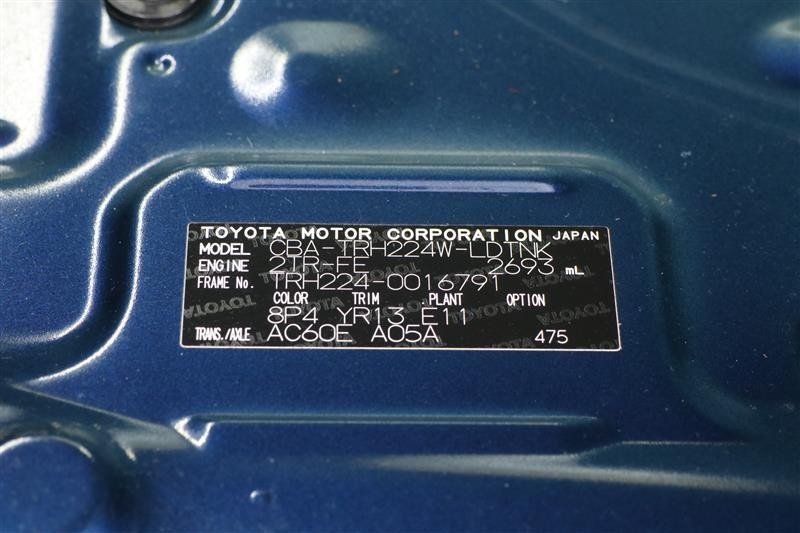 TOYOTA MOTOR CORPORATION JAPAN
MODEL CBA-TRH224W-LDTNK
ENGINE 2TR-FE 2693 mL
FRAME No. TRH224-0016791
COLOR TRIM PLANT OPTION
8P4 YR13 E11
TRANS./AXLE AC60E A05A 475